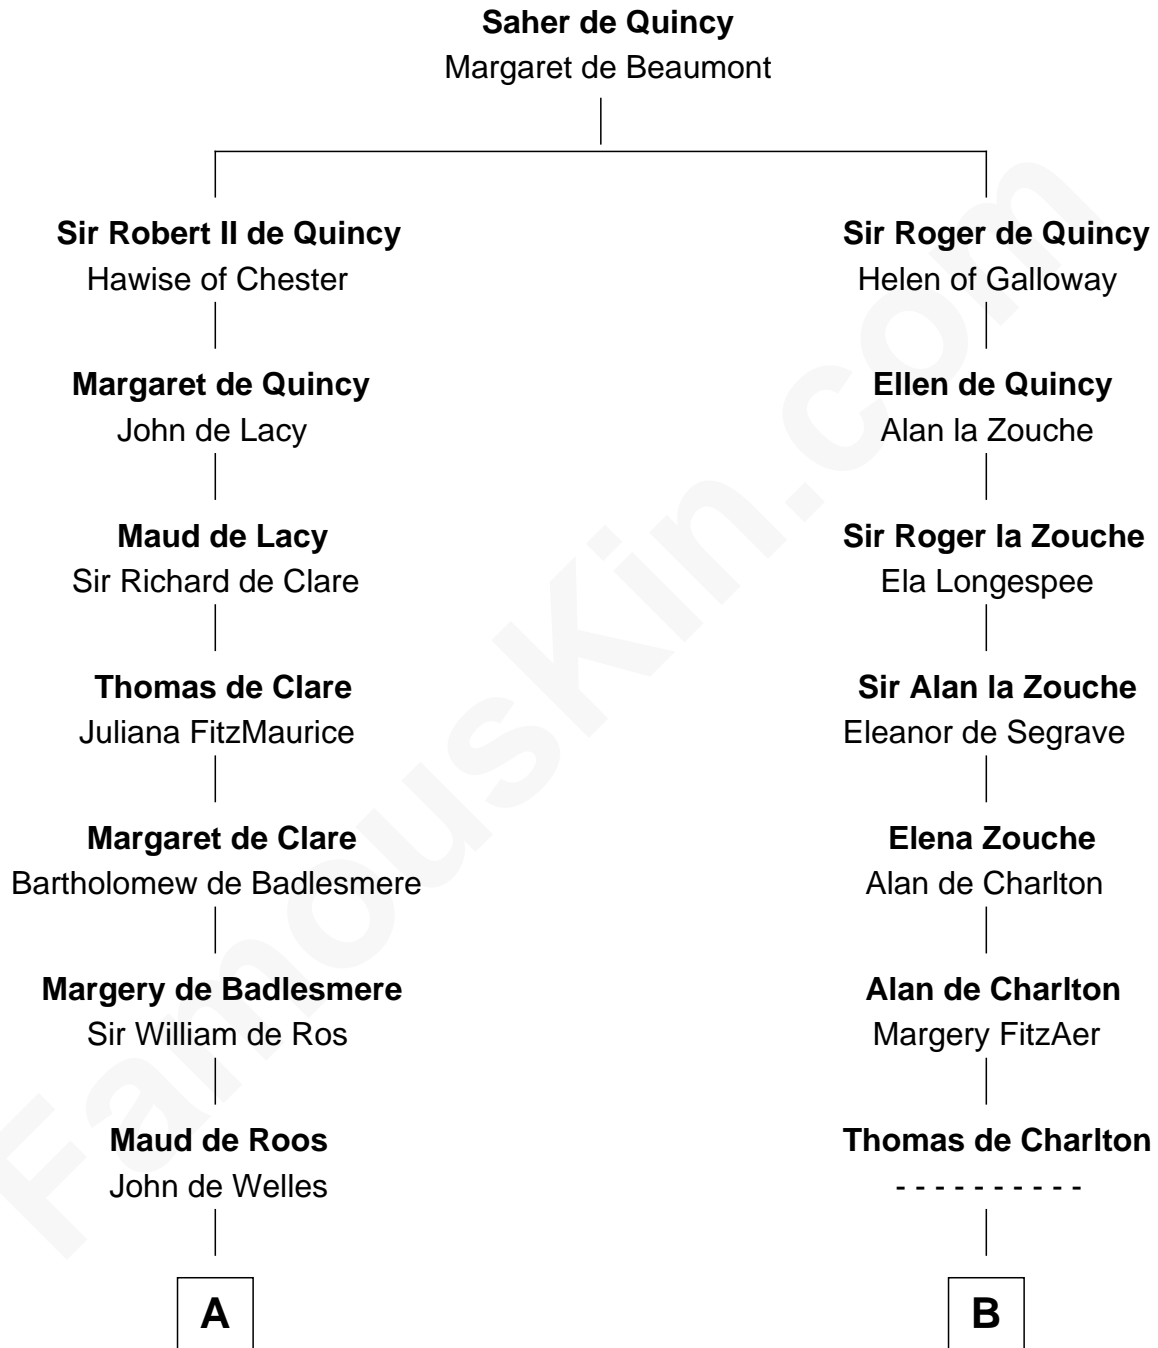 Saher de Quincy
Margaret de Beaumont
Sir Robert II de Quincy
Hawise of Chester
Sir Roger de Quincy
Helen of Galloway
Margaret de Quincy
John de Lacy
Ellen de Quincy
Alan la Zouche
Maud de Lacy
Sir Richard de Clare
Sir Roger la Zouche
Ela Longespee
Thomas de Clare
Juliana FitzMaurice
Sir Alan la Zouche
Eleanor de Segrave
Margaret de Clare
Bartholomew de Badlesmere
Elena Zouche
Alan de Charlton
Margery de Badlesmere
Sir William de Ros
Alan de Charlton
Margery FitzAer
Maud de Roos
John de Welles
Thomas de Charlton
- - - - - - - - - -
A
B
FamousKin.com